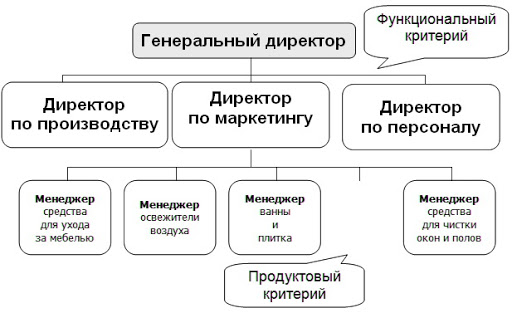 Функциональный
критерий
Генеральный директор
Директор
по производству
Директор
по маркетингу
Директор
по персоналу
Менеджер
средства
для ухода
за мебелью
Менеджер
освежители
воздуха
Менеджер
ванны
и
плитка
Менеджер
средства
для чистки
окон и полов
Продуктовый
критерий